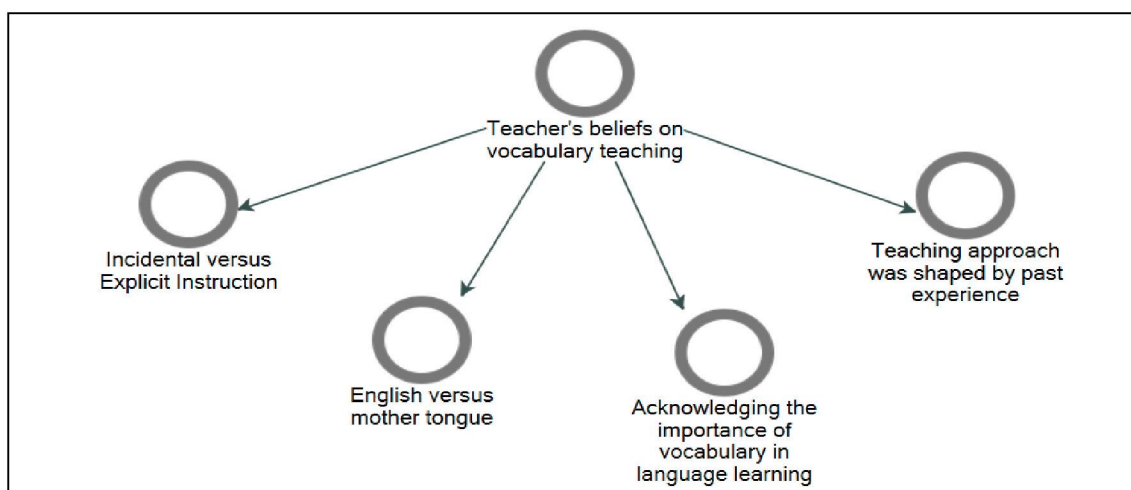 Teacher's beliefs on
vocabulary teaching
Incidental versus
Explicit Instruction
English versus
mother tongue
Acknowledging the
importance of
vocabulary in
language learning
Teaching approach
was shaped by past
experience